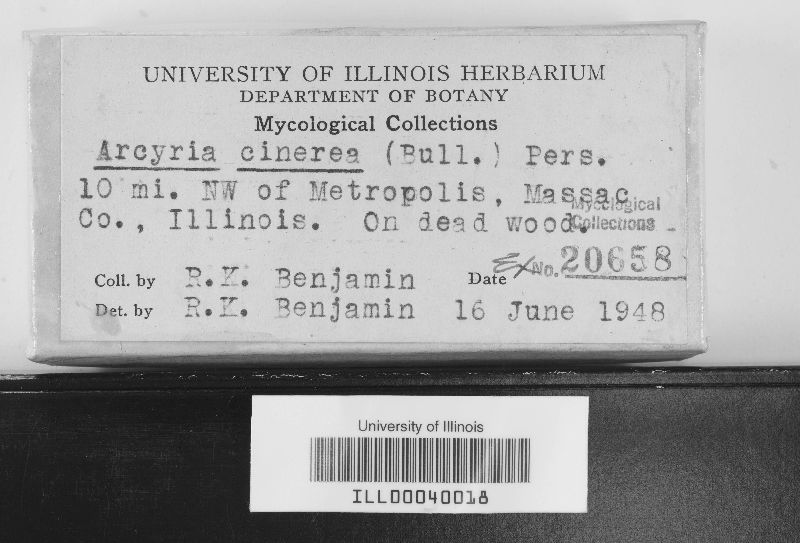 UNIVERSITY OF ILLINOIS HERBARIUM
DEPARTMENT OF BOTANY
Mycological Collections
Arcyria cinerea (Bull.) Pers.
10 mi. NW of Metropolis, Massac
Co., Illinois. On dead wood.
Mycological
Collections
Ex No. 20658
Coll. by R.K. Benjamin Date
Det. by R.K. Benjamin 16 June 1948
University of Illinois
ILL00040018